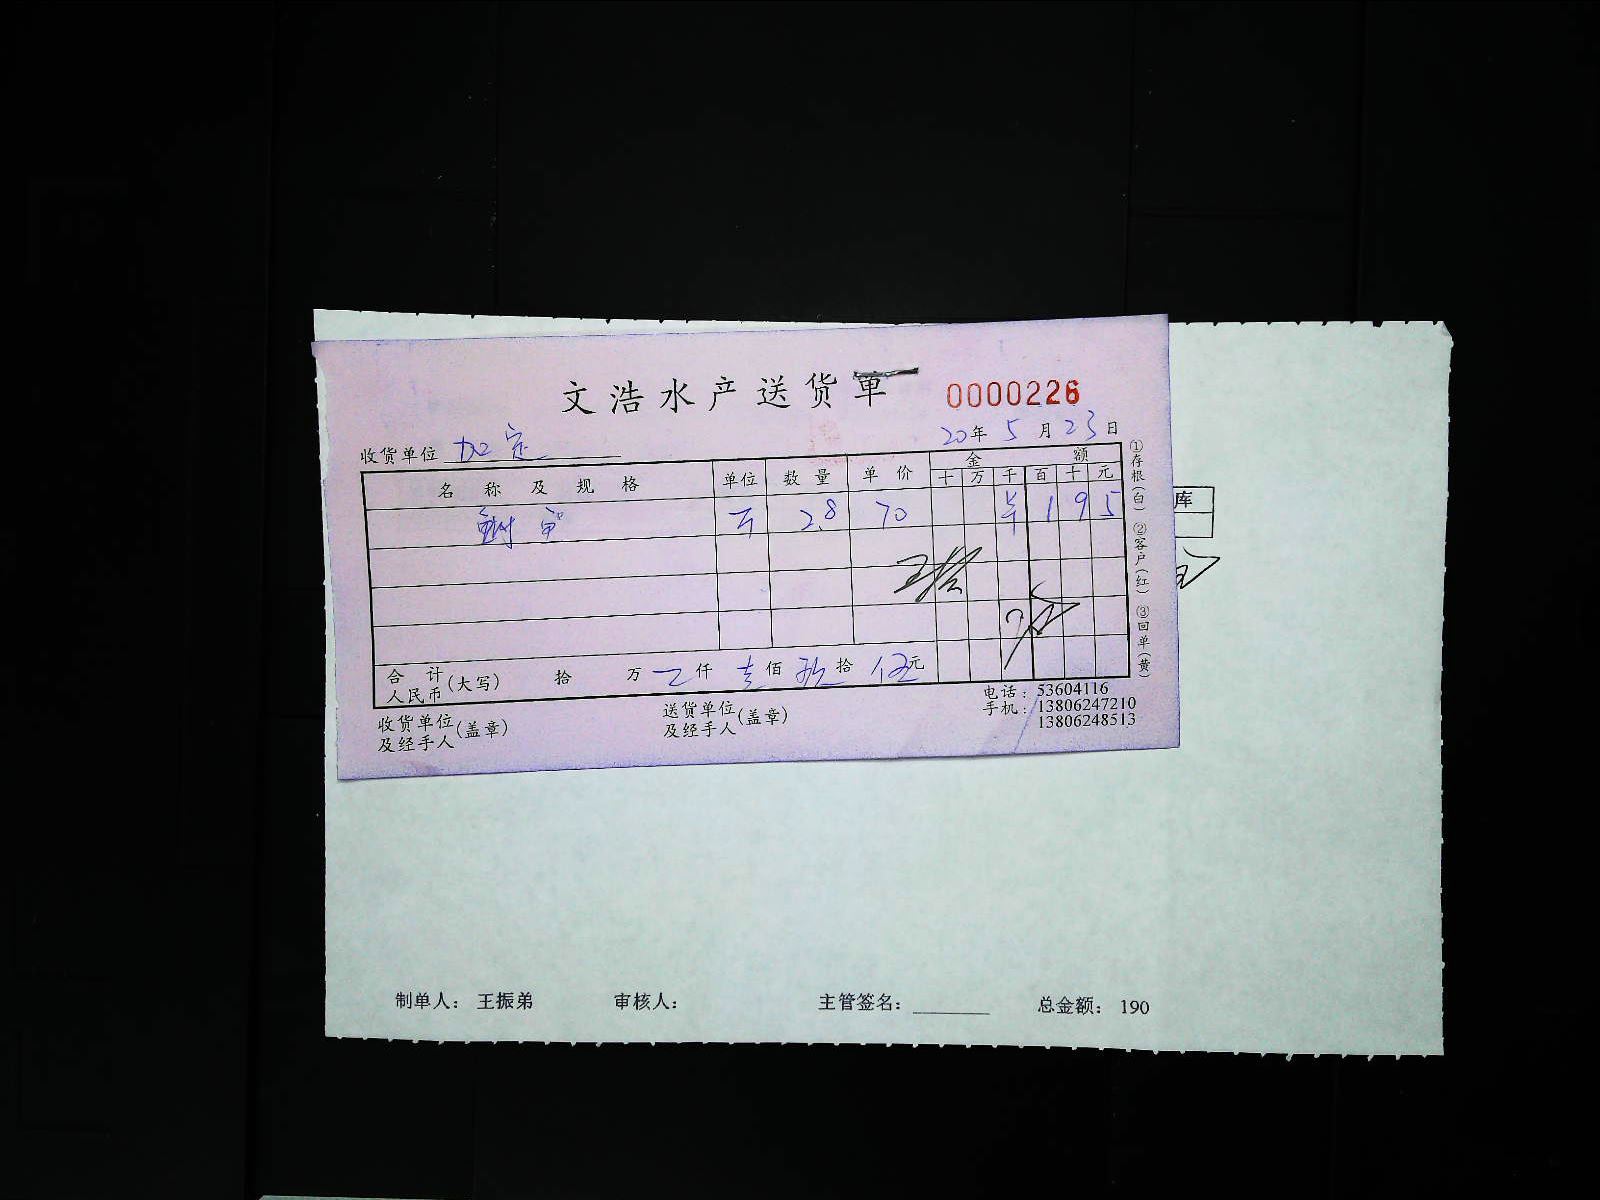 文浩水产送货单 0000226
20年 5月 23日
收货单位 加定
名称及规格 单位 数量 单价 金额
十 万 千 百 十 元
2.8 70 1 9 5
合计人民币(大写) 拾 万 仟 壹佰 玖拾 伍元
收货单位及经手人(盖章) 送货单位及经手人(盖章)
电话：53604116
手机：13806247210
13806248513
①存根(白) ②客户(红) ③回单(黄)
库
制单人： 王振弟 审核人： 主管签名： 总金额： 190